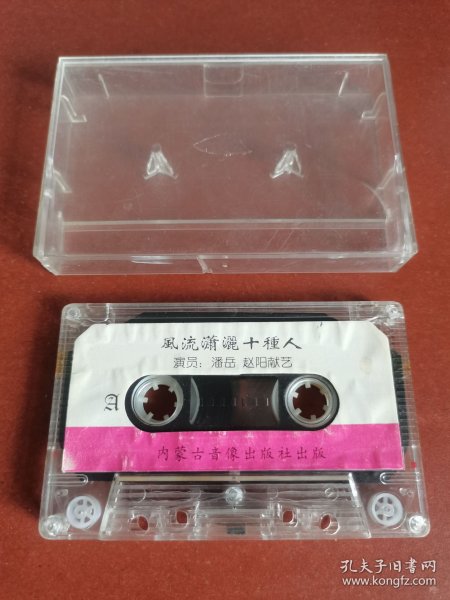 風流瀟灑十種人
演员：潘岳 赵阳献艺
A
内蒙古音像出版社出版
孔夫子旧书网
www.kongfz.com